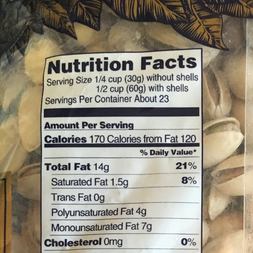 Nutrition Facts
Serving Size 1/4 cup (30g) without shells
1/2 cup (60g) with shells
Servings Per Container About 23
Amount Per Serving
Calories 170 Calories from Fat 120
% Daily Value*
Total Fat 14g 21%
Saturated Fat 1.5g 8%
Trans Fat 0g
Polyunsaturated Fat 4g
Monounsaturated Fat 7g
Cholesterol 0mg 0%